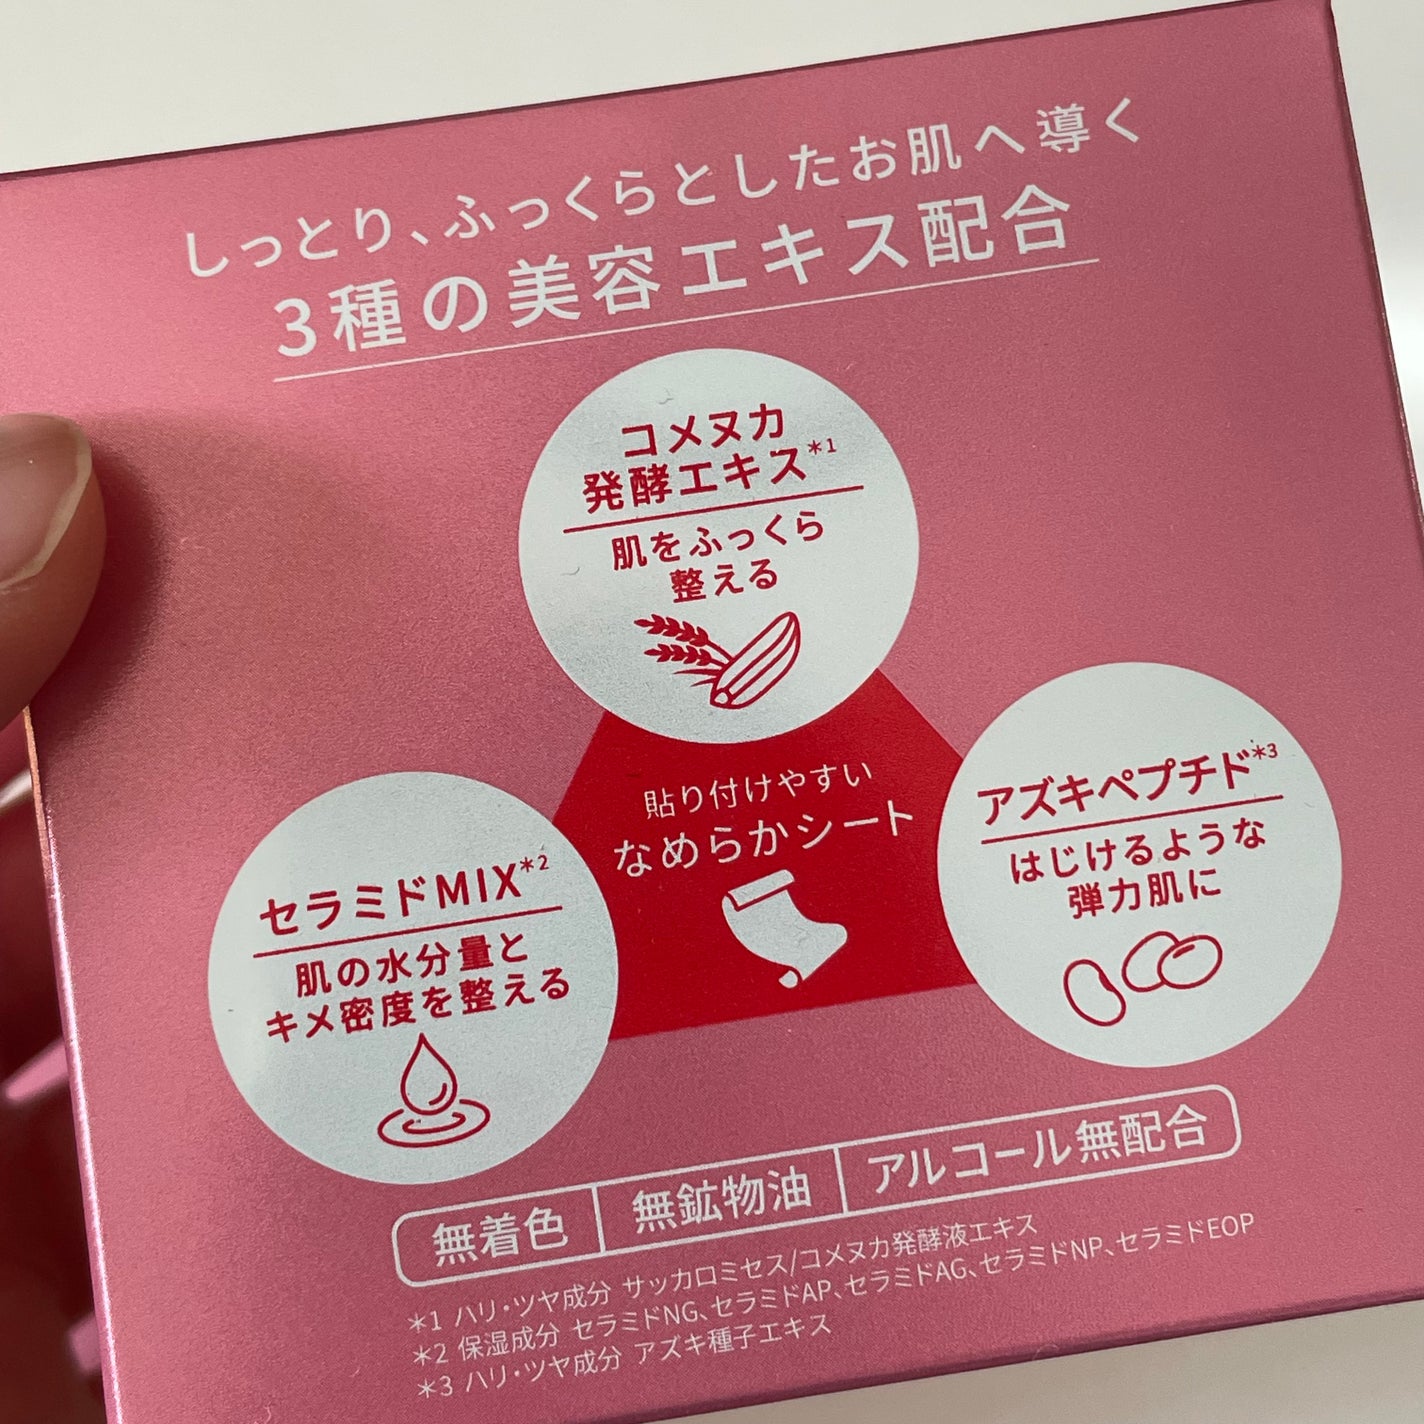 しっとり、ふっくらとしたお肌へ導く
3種の美容エキス配合
コメヌカ
発酵エキス*1
肌をふっくら
整える
貼り付けやすい
なめらかシート
アズキペプチド*3
はじけるような
弾力肌に
セラミドMIX*2
肌の水分量と
キメ密度を整える
無着色 無鉱物油 アルコール無配合
*1 ハリ・ツヤ成分 サッカロミセス/コメヌカ発酵液エキス
*2 保湿成分 セラミドNG、セラミドAP、セラミドAG、セラミドNP、セラミドEOP
*3 ハリ・ツヤ成分 アズキ種子エキス